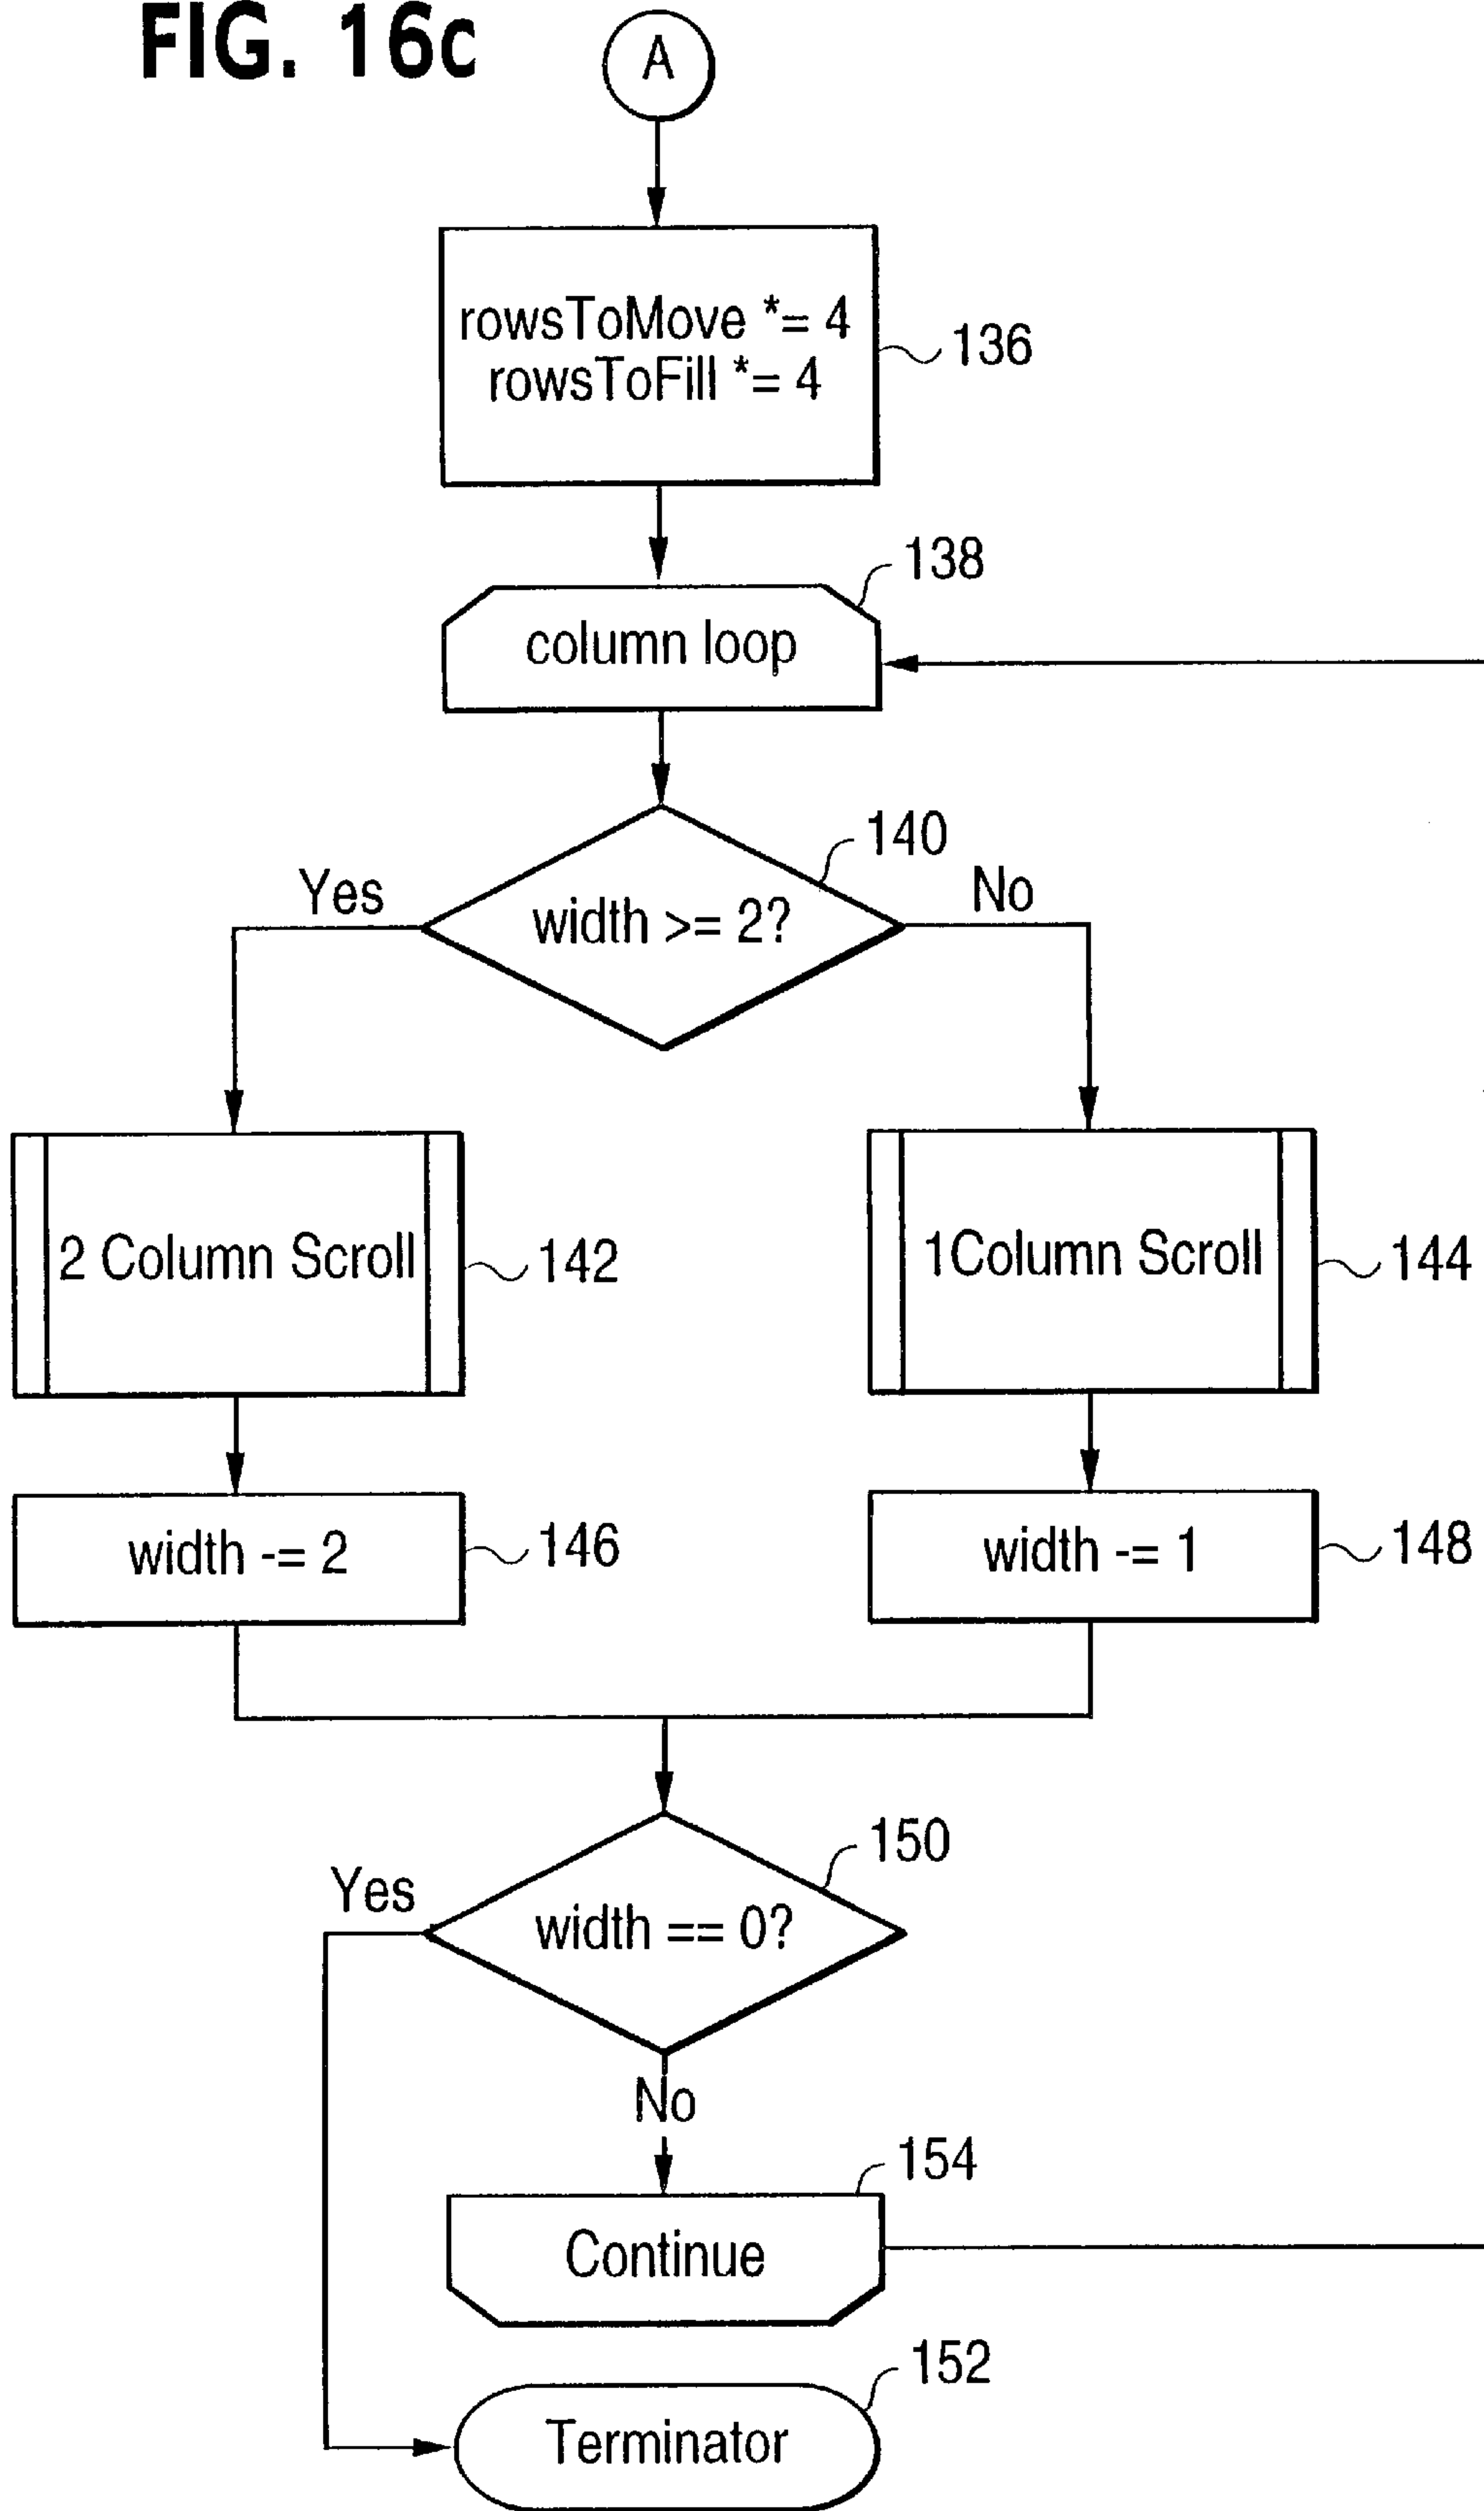 FIG. 16c
A
rowsToMove *= 4
rowsToFill *= 4
136
138
column loop
140
Yes
No
width >= 2?
2 Column Scroll
142
1Column Scroll
144
width -= 2
146
width -= 1
148
150
Yes
width == 0?
No
154
Continue
152
Terminator